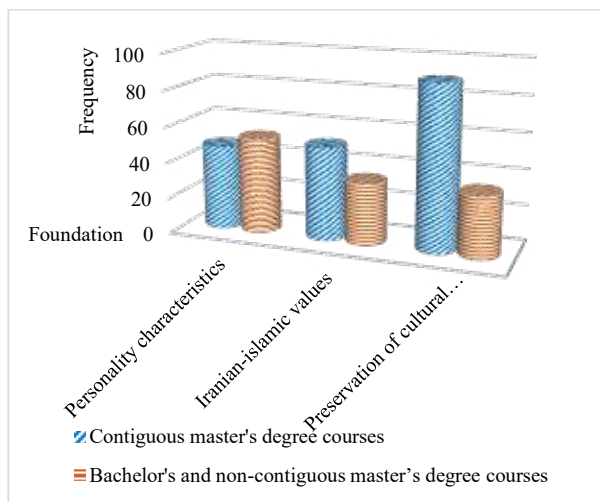 Frequency
100
80
60
40
20
Foundation 0
Personality characteristics
Iranian-islamic values
Preservation of cultural…
Contiguous master's degree courses
Bachelor's and non-contiguous master’s degree courses